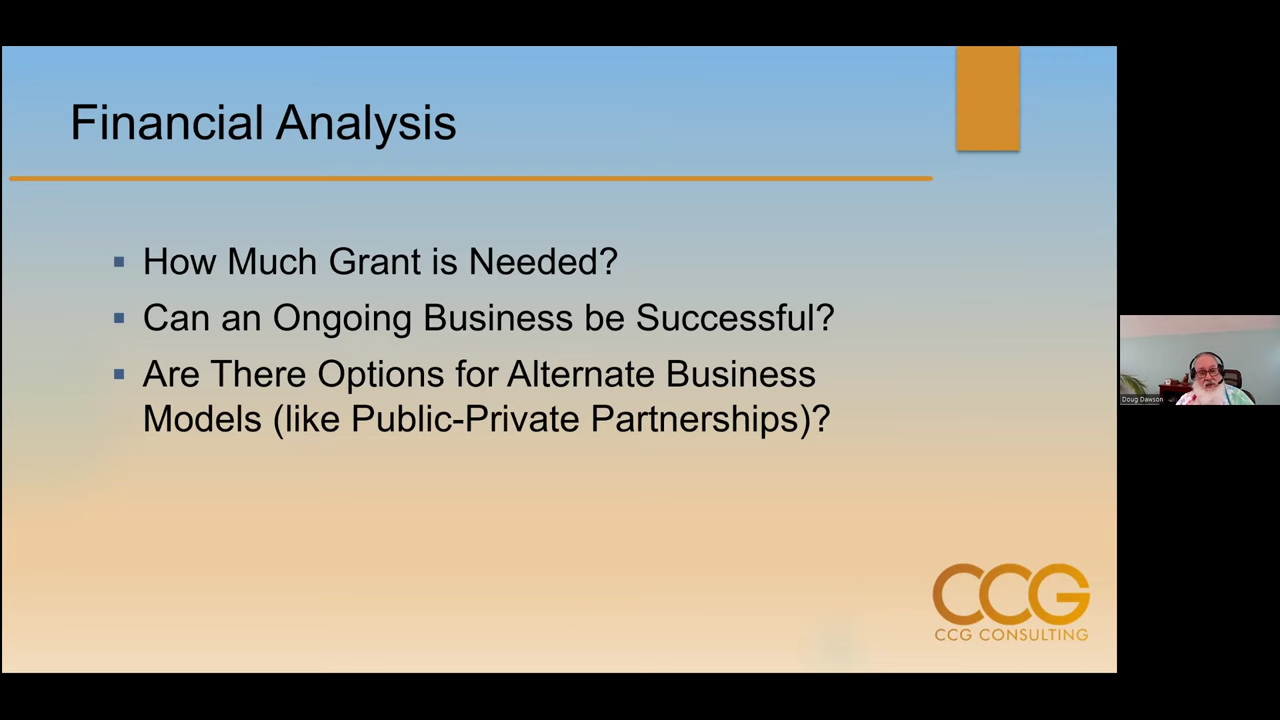 Financial Analysis
How Much Grant is Needed?
Can an Ongoing Business be Successful?
Are There Options for Alternate Business
Models (like Public-Private Partnerships)?
Doug Dawson
CCG
CCG CONSULTING